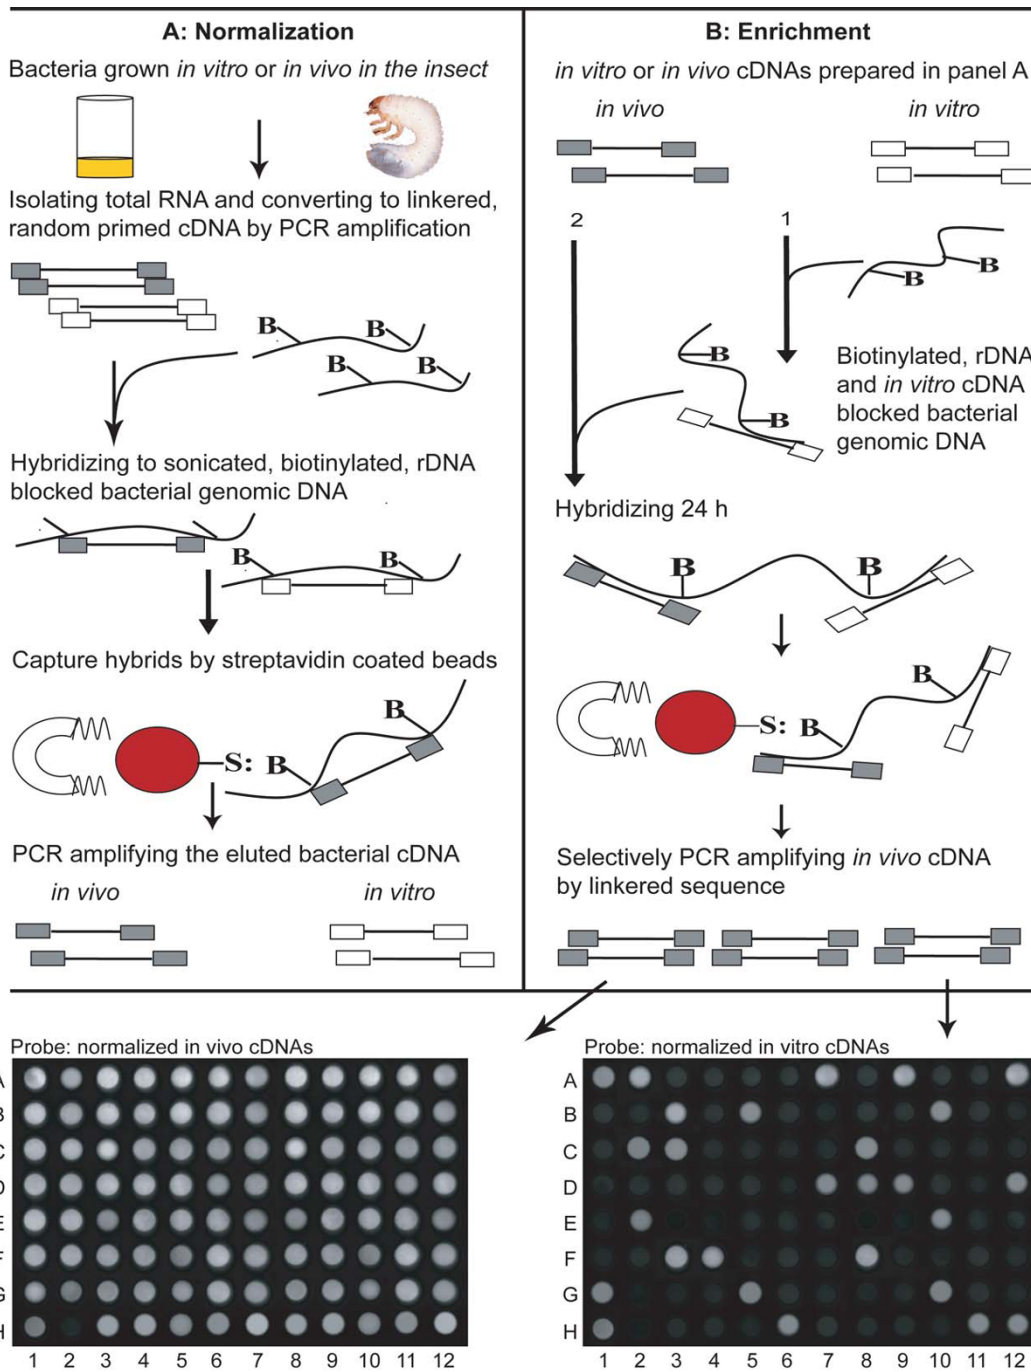 A: Normalization
Bacteria grown in vitro or in vivo in the insect
Isolating total RNA and converting to linkered,
random primed cDNA by PCR amplification
B
B
B
B
Hybridizing to sonicated, biotinylated, rDNA
blocked bacterial genomic DNA
B
B
Capture hybrids by streptavidin coated beads
B
S: B
PCR amplifying the eluted bacterial cDNA
in vivo
in vitro
B: Enrichment
in vitro or in vivo cDNAs prepared in panel A
in vivo
in vitro
2
1
B
B
B
B
Biotinylated, rDNA
and in vitro cDNA
blocked bacterial
genomic DNA
Hybridizing 24 h
B
B
B
S: B
Selectively PCR amplifying in vivo cDNA
by linkered sequence
Probe: normalized in vivo cDNAs
A
B
C
D
E
F
G
H
1 2 3 4 5 6 7 8 9 10 11 12
Probe: normalized in vitro cDNAs
A
B
C
D
E
F
G
H
1 2 3 4 5 6 7 8 9 10 11 12